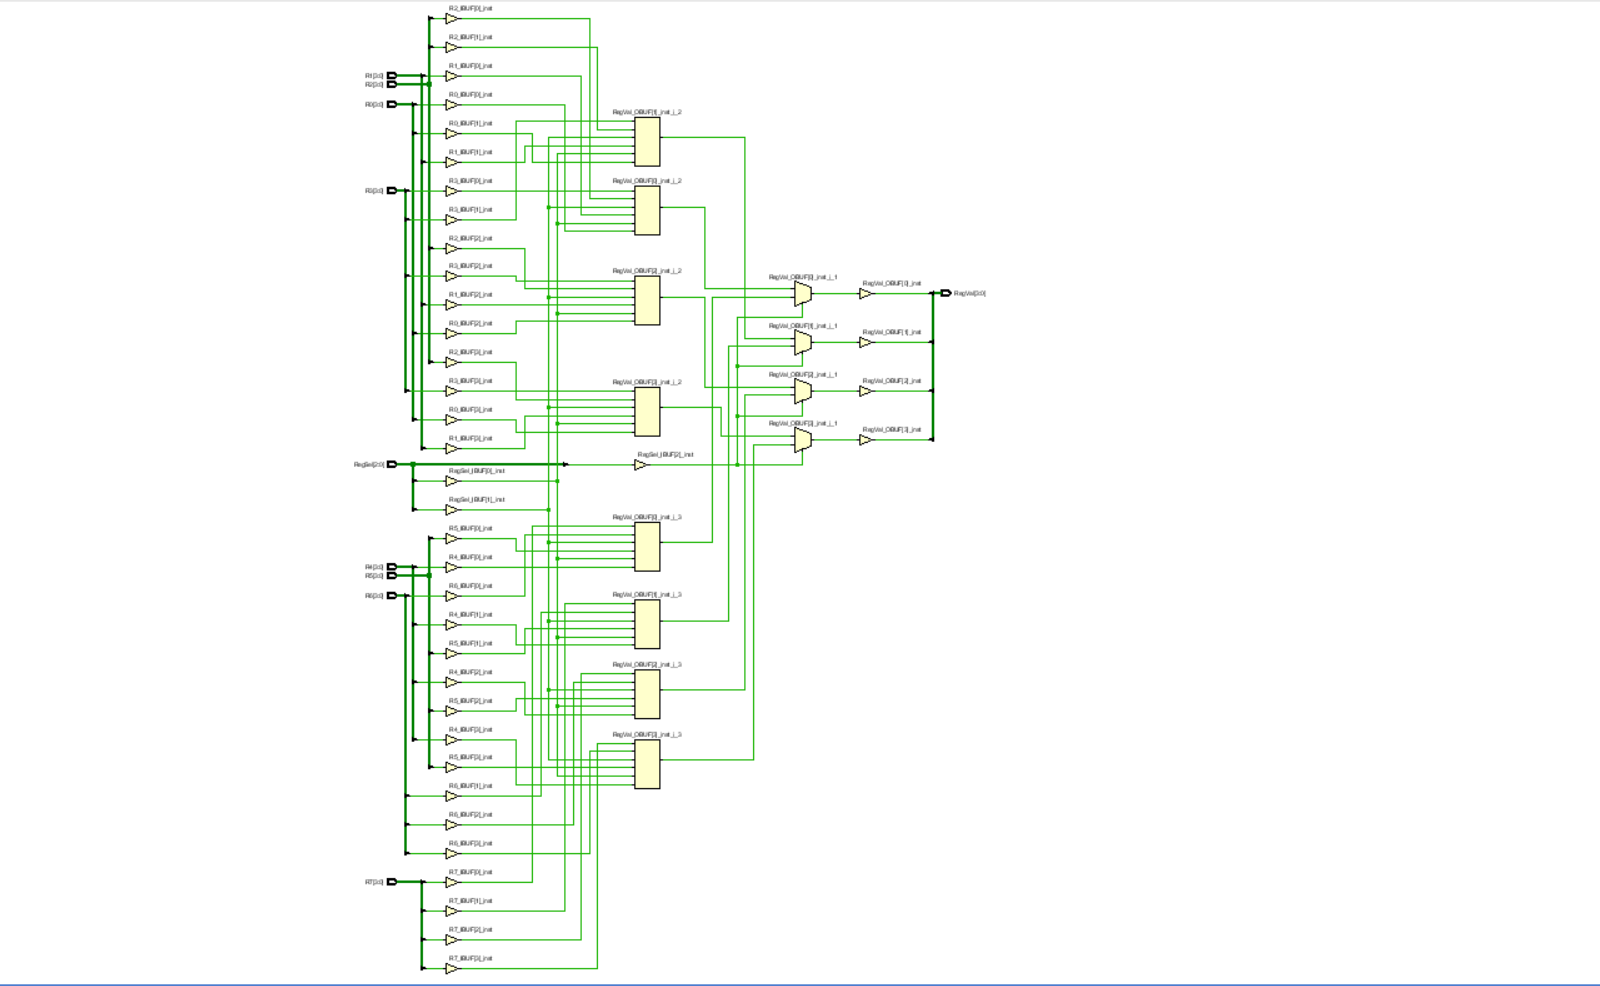 R2_IBUF[0]_inst
R2_IBUF[1]_inst
R1_IBUF[0]_inst
R1[3:0]
R2[3:0]
R0_IBUF[0]_inst
R0[3:0]
RegVal_OBUF[1]_inst_i_2
R0_IBUF[1]_inst
R1_IBUF[1]_inst
R3_IBUF[0]_inst
RegVal_OBUF[0]_inst_i_2
R3[3:0]
R3_IBUF[1]_inst
R2_IBUF[2]_inst
R3_IBUF[2]_inst
RegVal_OBUF[2]_inst_i_2
RegVal_OBUF[0]_inst_i_1
RegVal_OBUF[0]_inst
RegVal[3:0]
R1_IBUF[2]_inst
R0_IBUF[2]_inst
RegVal_OBUF[1]_inst_i_1
RegVal_OBUF[1]_inst
R2_IBUF[3]_inst
R3_IBUF[3]_inst
RegVal_OBUF[3]_inst_i_2
RegVal_OBUF[2]_inst_i_1
RegVal_OBUF[2]_inst
R0_IBUF[3]_inst
RegVal_OBUF[3]_inst_i_1
RegVal_OBUF[3]_inst
R1_IBUF[3]_inst
RegSel_IBUF[2]_inst
RegSel[2:0]
RegSel_IBUF[0]_inst
RegSel_IBUF[1]_inst
RegVal_OBUF[0]_inst_i_3
R5_IBUF[0]_inst
R4_IBUF[0]_inst
R4[3:0]
R5[3:0]
R6_IBUF[0]_inst
R6[3:0]
RegVal_OBUF[1]_inst_i_3
R4_IBUF[1]_inst
R5_IBUF[1]_inst
RegVal_OBUF[2]_inst_i_3
R4_IBUF[2]_inst
R5_IBUF[2]_inst
R4_IBUF[3]_inst
RegVal_OBUF[3]_inst_i_3
R5_IBUF[3]_inst
R6_IBUF[1]_inst
R6_IBUF[2]_inst
R6_IBUF[3]_inst
R7_IBUF[0]_inst
R7[3:0]
R7_IBUF[1]_inst
R7_IBUF[2]_inst
R7_IBUF[3]_inst